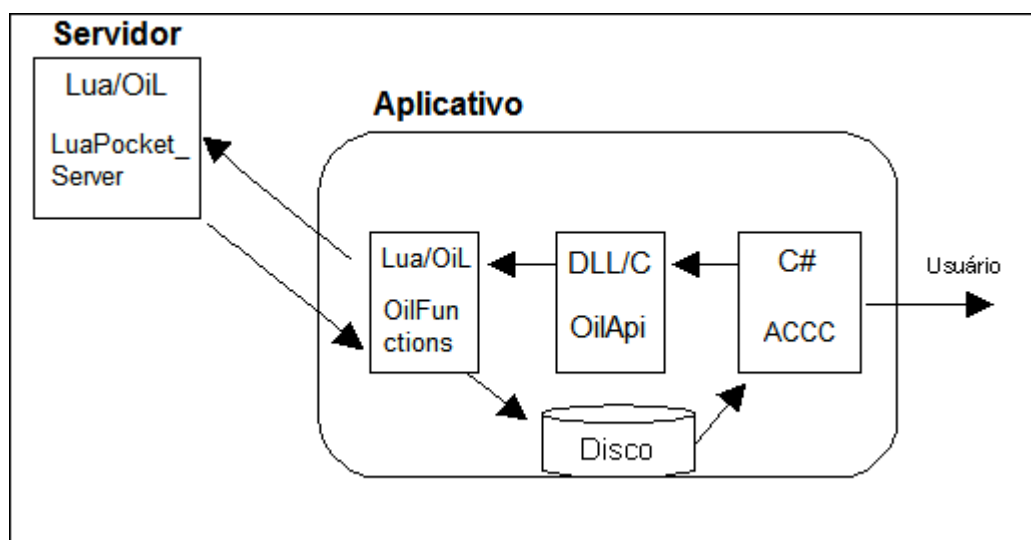 Servidor
Lua/OiL
LuaPocket_
Server
Aplicativo
Lua/OiL
OilFun
ctions
DLL/C
OilApi
C#
ACCC
Usuário
Disco